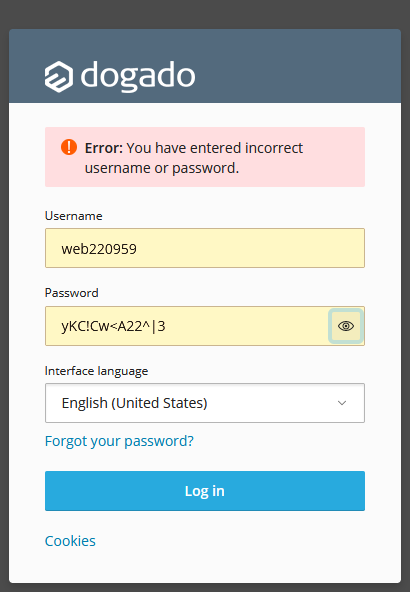 dogado
Error: You have entered incorrect
username or password.
Username
web220959
Password
yKC!Cw<A22^|3
Interface language
English (United States)
Forgot your password?
Log in
Cookies